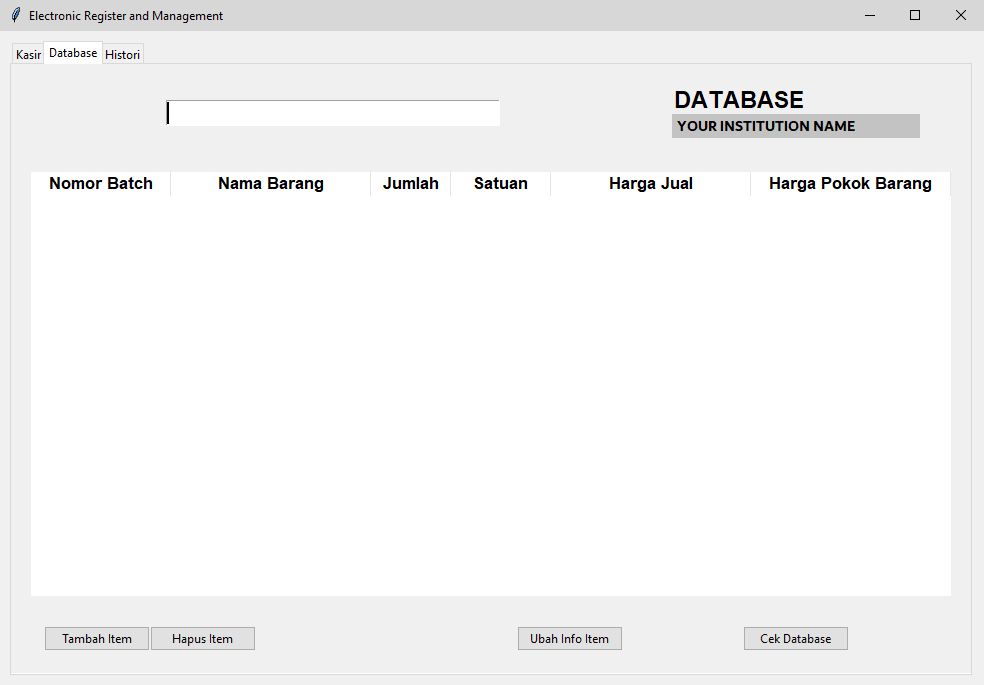 Electronic Register and Management
Kasir Database Histori
DATABASE
YOUR INSTITUTION NAME
Nomor Batch Nama Barang Jumlah Satuan Harga Jual Harga Pokok Barang
Tambah Item Hapus Item Ubah Info Item Cek Database